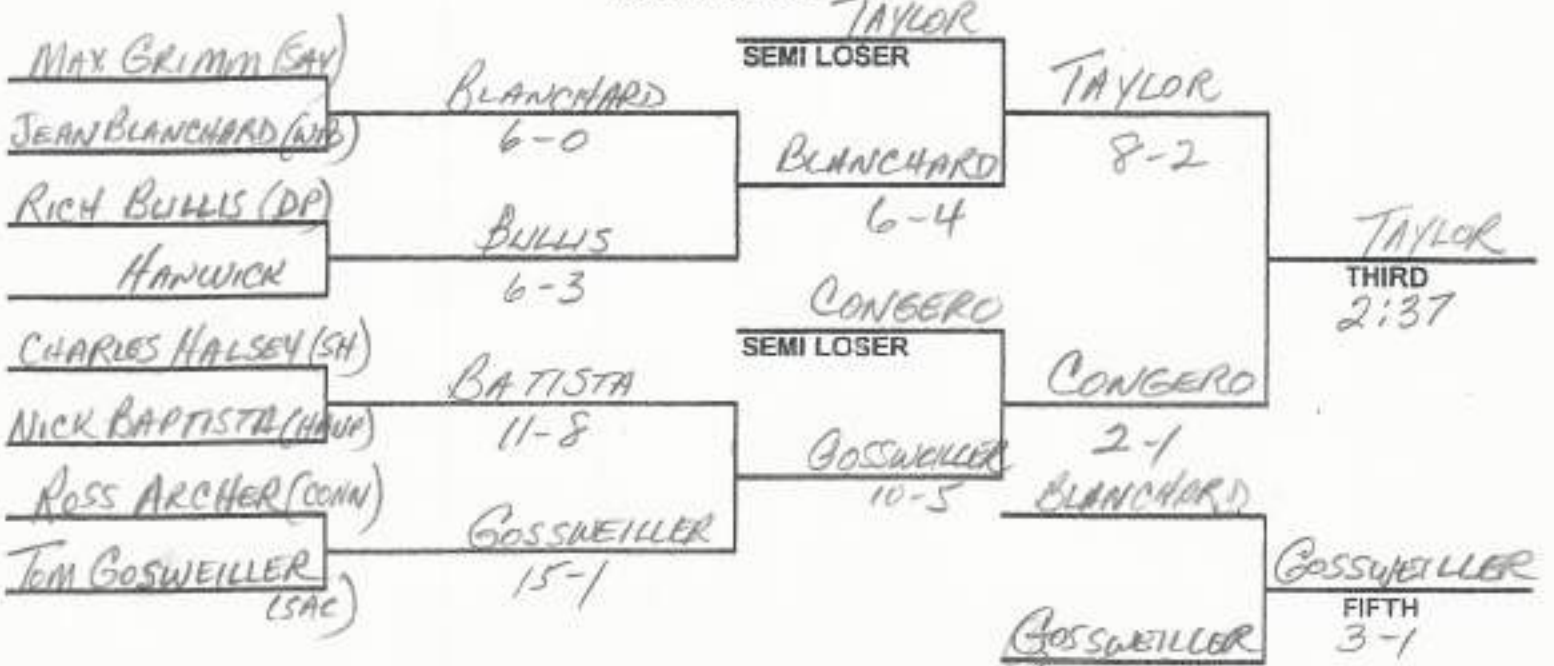 MAX GRIMM (SAY)
JEAN BLANCHARD (WB)
RICH BULLIS (DP)
HANWICK
CHARLES HALSEY (SH)
NICK BAPTISTA (HAUP)
ROSS ARCHER (CONN)
TOM GOSWEILLER
(SAC)
BLANCHARD
6-0
BULLIS
6-3
BATISTA
11-8
GOSSWEILLER
15-1
TAYLOR
SEMI LOSER
BLANCHARD
6-4
CONGERO
SEMI LOSER
GOSSWEILLER
10-5
TAYLOR
8-2
CONGERO
2-1
BLANCHARD
GOSSWEILLER
TAYLOR
THIRD
2:37
GOSSWEILLER
FIFTH
3-1